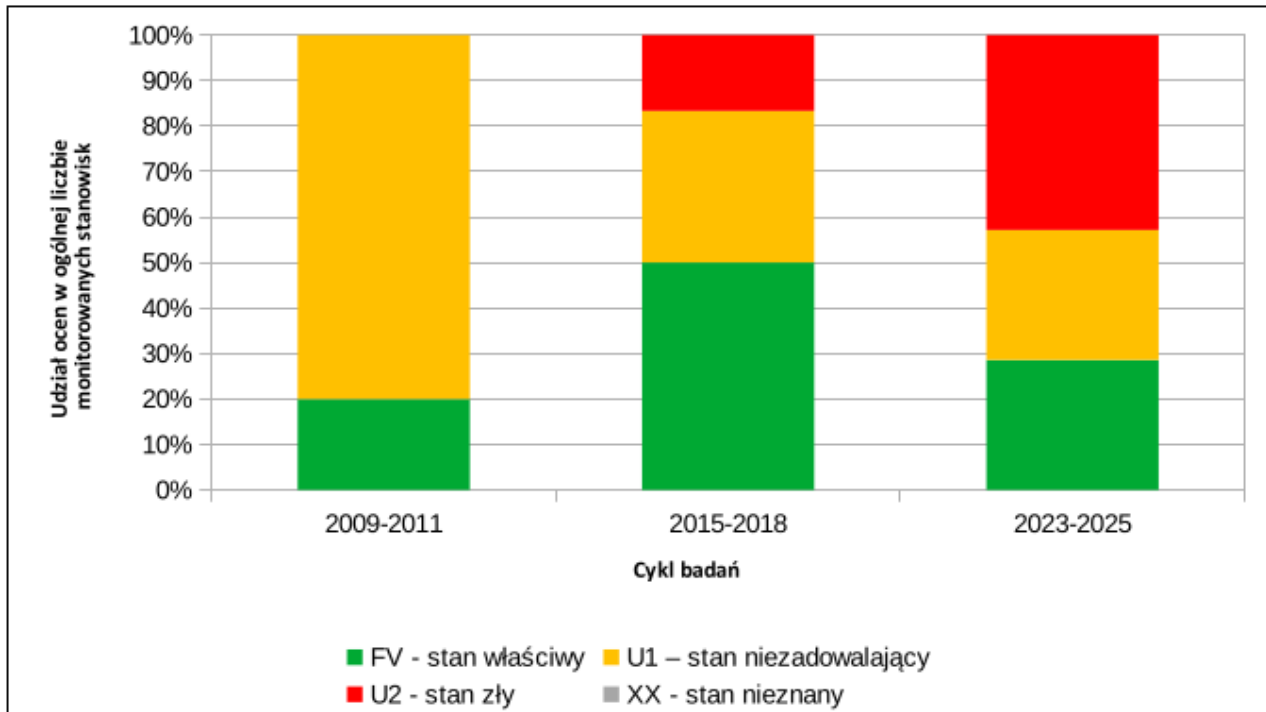 100%
90%
80%
70%
60%
50%
40%
30%
20%
10%
0%
Udział ocen w ogólnej liczbie
monitorowanych stanowisk
2009-2011
2015-2018
2023-2025
Cykl badań
FV - stan właściwy
U1 – stan niezadowalający
U2 - stan zły
XX - stan nieznany